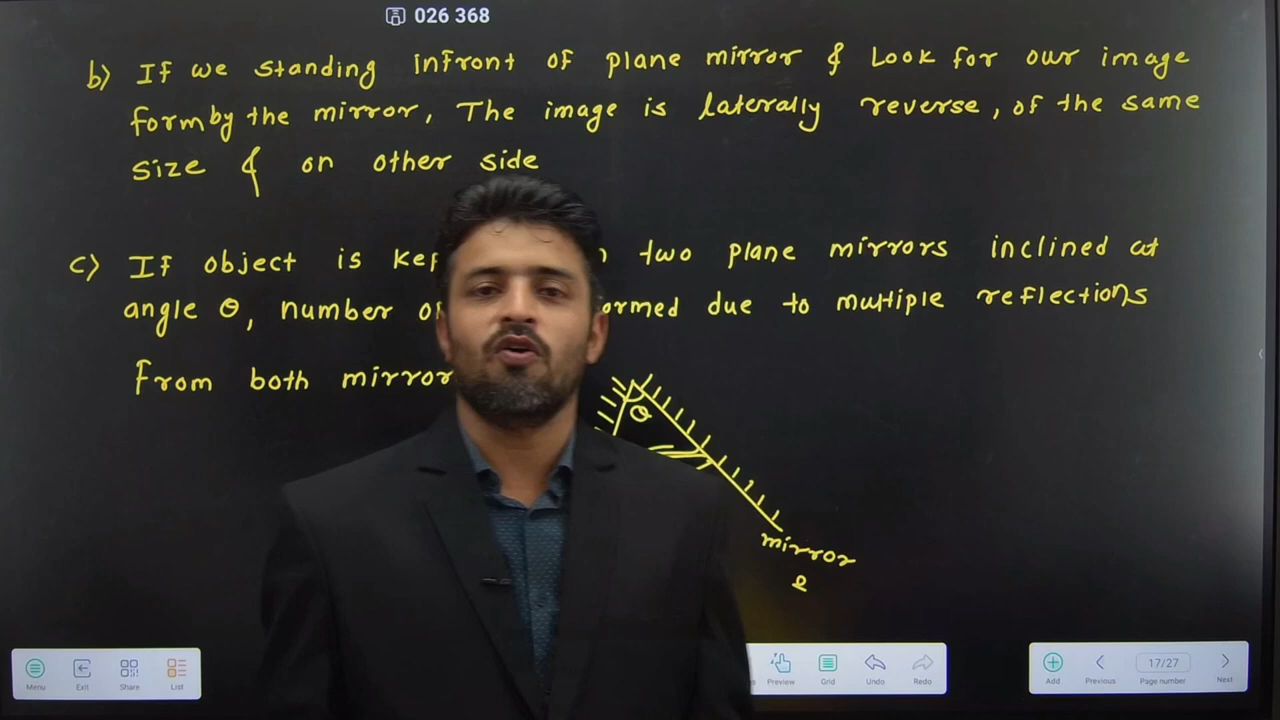 026 368
b) If we standing infront of plane mirror & Look for our image
form by the mirror, The image is laterally reverse, of the same
size & on other side
c) If object is two plane mirrors inclined at
angle θ, number due to multiple reflections
From both mirror
θ
mirror
2
Menu Exit Share List Preview Grid Undo Redo Add Previous 17/27 Page number Next